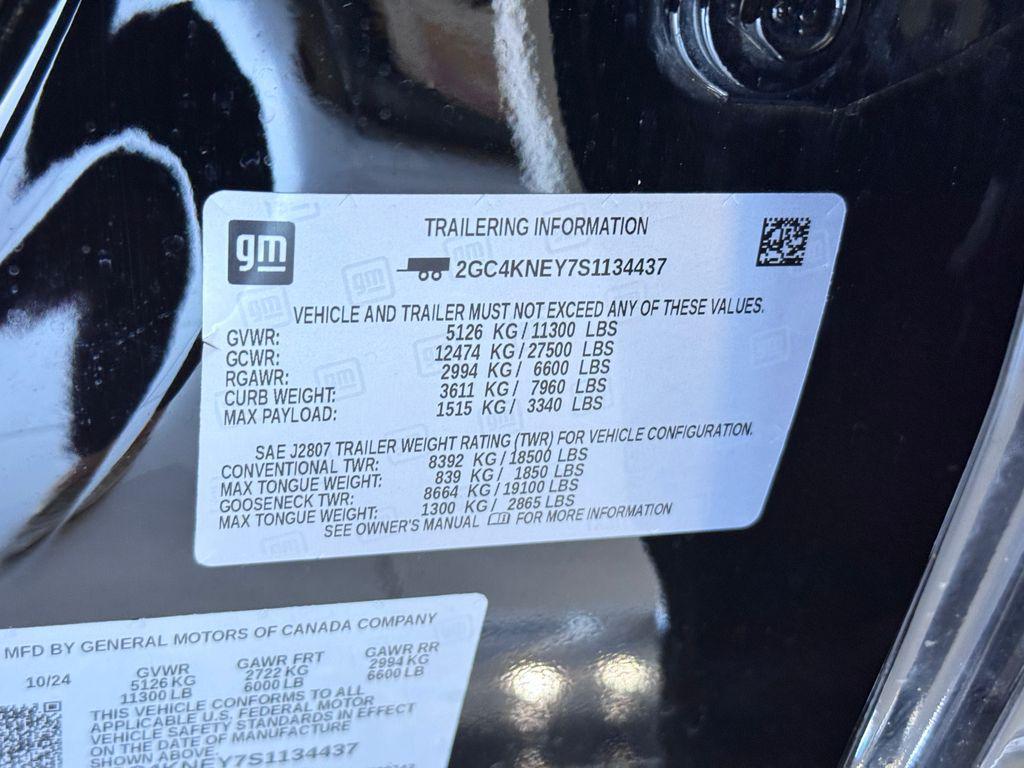 gm
TRAILERING INFORMATION
2GC4KNEY7S1134437
VEHICLE AND TRAILER MUST NOT EXCEED ANY OF THESE VALUES.
GVWR: 5126 KG / 11300 LBS
GCWR: 12474 KG / 27500 LBS
RGAWR: 2994 KG / 6600 LBS
CURB WEIGHT: 3611 KG / 7960 LBS
MAX PAYLOAD: 1515 KG / 3340 LBS
SAE J2807 TRAILER WEIGHT RATING (TWR) FOR VEHICLE CONFIGURATION.
CONVENTIONAL TWR: 8392 KG / 18500 LBS
MAX TONGUE WEIGHT: 839 KG / 1850 LBS
GOOSENECK TWR: 8664 KG / 19100 LBS
MAX TONGUE WEIGHT: 1300 KG / 2865 LBS
SEE OWNER'S MANUAL FOR MORE INFORMATION
MFD BY GENERAL MOTORS OF CANADA COMPANY
10/24 GVWR GAWR FRT GAWR RR
5126 KG 2722 KG 2994 KG
11300 LB 6000 LB 6600 LB
THIS VEHICLE CONFORMS TO ALL
APPLICABLE U.S. FEDERAL MOTOR
VEHICLE SAFETY STANDARDS IN EFFECT
ON THE DATE OF MANUFACTURE
SHOWN ABOVE.
C4KNEY7S1134437